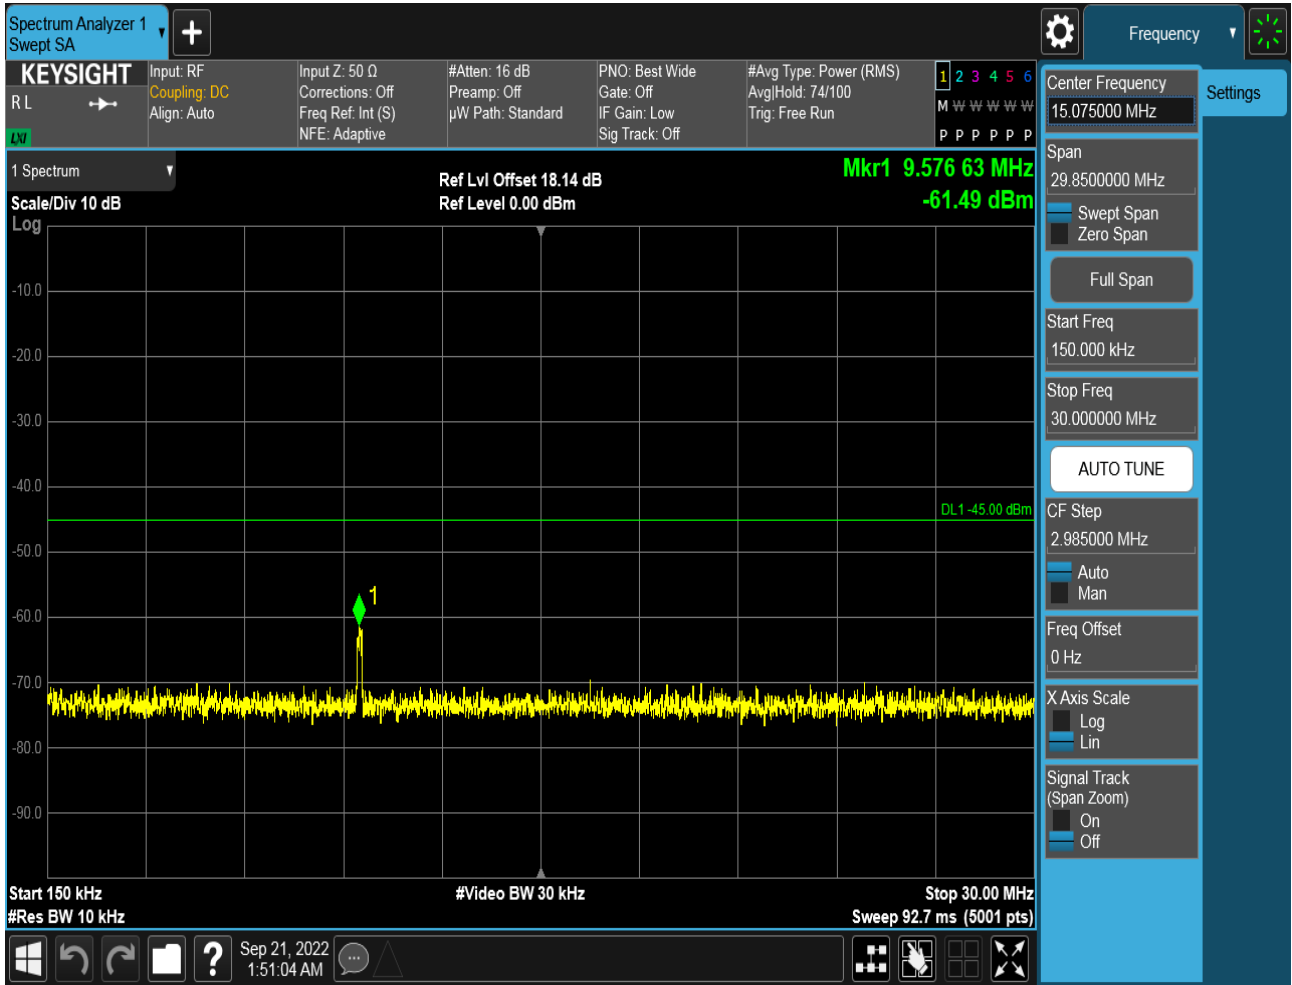 Spectrum Analyzer 1
Swept SA
Frequency
KEYSIGHT
R L
LXI
Input: RF
Coupling: DC
Align: Auto
Input Z: 50 Ω
Corrections: Off
Freq Ref: Int (S)
NFE: Adaptive
#Atten: 16 dB
Preamp: Off
µW Path: Standard
PNO: Best Wide
Gate: Off
IF Gain: Low
Sig Track: Off
#Avg Type: Power (RMS)
Avg|Hold: 74/100
Trig: Free Run
1 2 3 4 5 6
M W W W W W
P P P P P P
1 Spectrum
Scale/Div 10 dB
Log
Ref Lvl Offset 18.14 dB
Ref Level 0.00 dBm
Mkr1 9.576 63 MHz
-61.49 dBm
-10.0
-20.0
-30.0
-40.0
DL1 -45.00 dBm
-50.0
1
-60.0
-70.0
-80.0
-90.0
Start 150 kHz
#Video BW 30 kHz
Stop 30.00 MHz
#Res BW 10 kHz
Sweep 92.7 ms (5001 pts)
Center Frequency
15.075000 MHz
Settings
Span
29.8500000 MHz
Swept Span
Zero Span
Full Span
Start Freq
150.000 kHz
Stop Freq
30.000000 MHz
AUTO TUNE
CF Step
2.985000 MHz
Auto
Man
Freq Offset
0 Hz
X Axis Scale
Log
Lin
Signal Track
(Span Zoom)
On
Off
?
Sep 21, 2022
1:51:04 AM